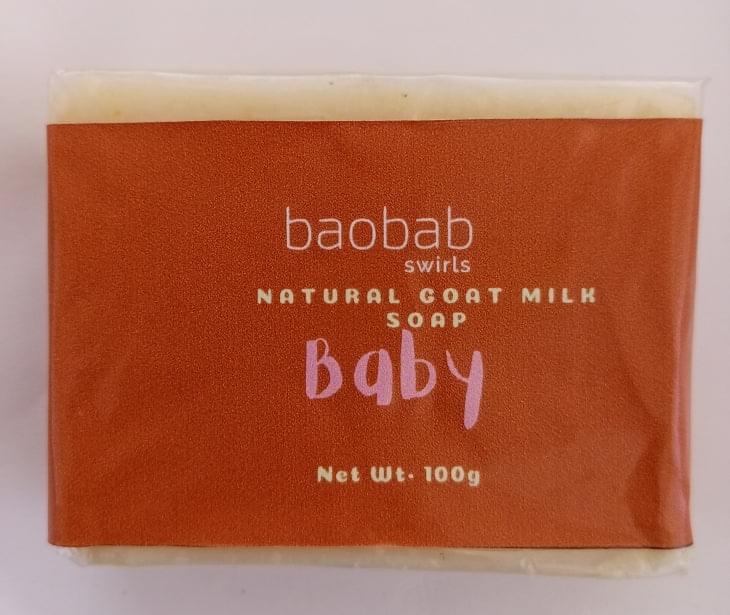 baobab
swirls
NATURAL GOAT MILK
SOAP
Baby
Net Wt. 100g